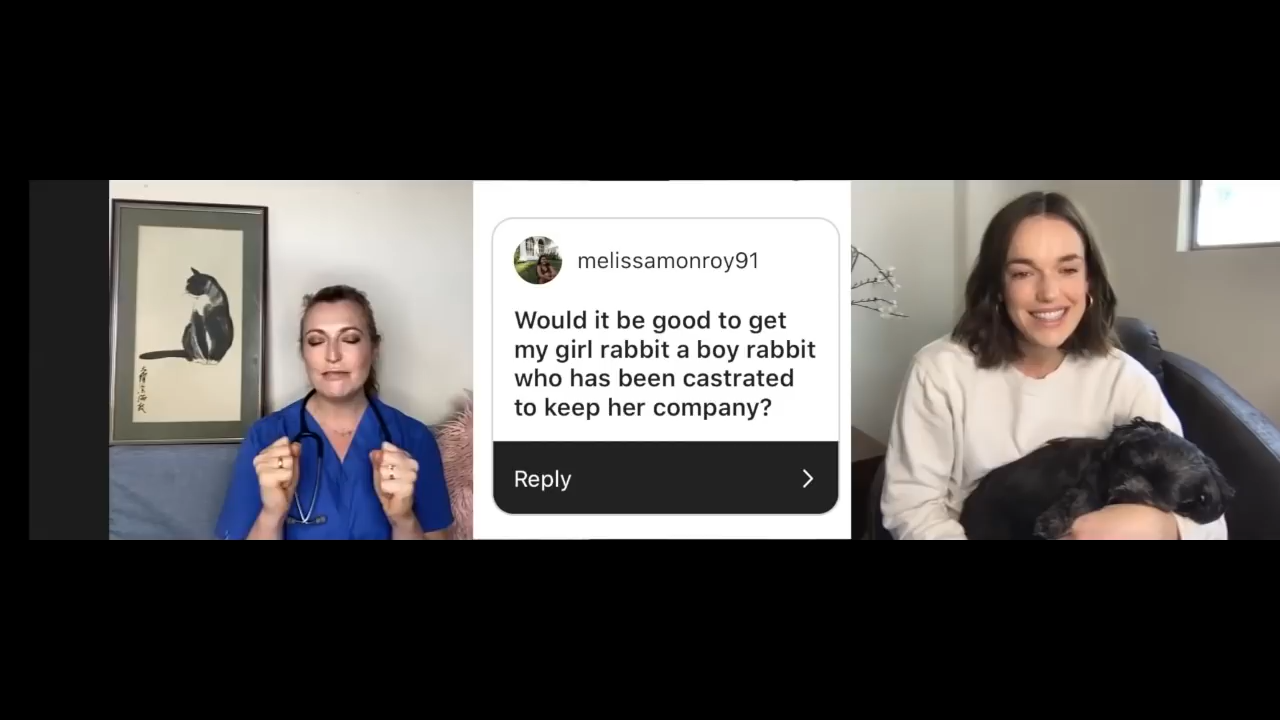 melissamonroy91
Would it be good to get
my girl rabbit a boy rabbit
who has been castrated
to keep her company?
Reply